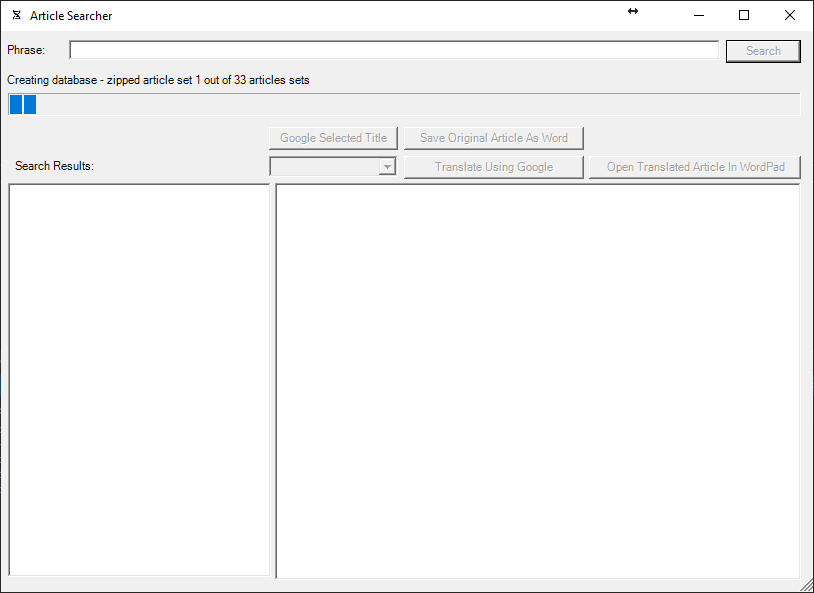 Article Searcher
Phrase:
Search
Creating database - zipped article set 1 out of 33 articles sets
Google Selected Title
Save Original Article As Word
Search Results:
Translate Using Google
Open Translated Article In WordPad